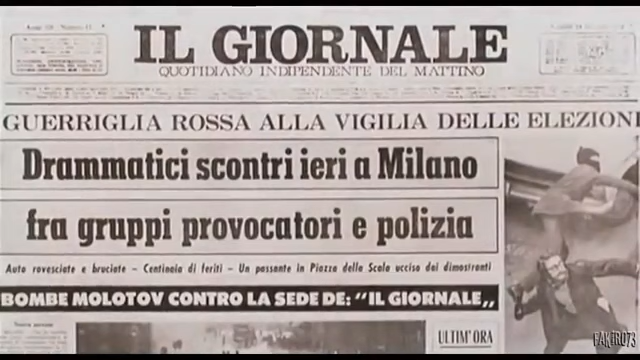 IL GIORNALE
QUOTIDIANO INDIPENDENTE DEL MATTINO
GUERRIGLIA ROSSA ALLA VIGILIA DELLE ELEZIONI
Drammatici scontri ieri a Milano
fra gruppi provocatori e polizia
Auto rovesciate e bruciate - Centinaia di feriti - Un passante in Piazza della Scala ucciso dai dimostranti
BOMBE MOLOTOV CONTRO LA SEDE DE: "IL GIORNALE„
ULTIM'ORA
FAKIRO73